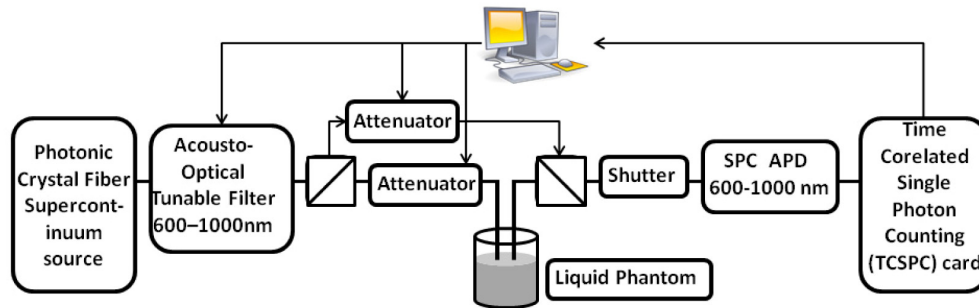 Photonic
Crystal Fiber
Supercont-
inuum
source
Acousto-
Optical
Tunable Filter
600–1000nm
Attenuator
Attenuator
Liquid Phantom
Shutter
SPC APD
600-1000 nm
Time
Corelated
Single
Photon
Counting
(TCSPC) card